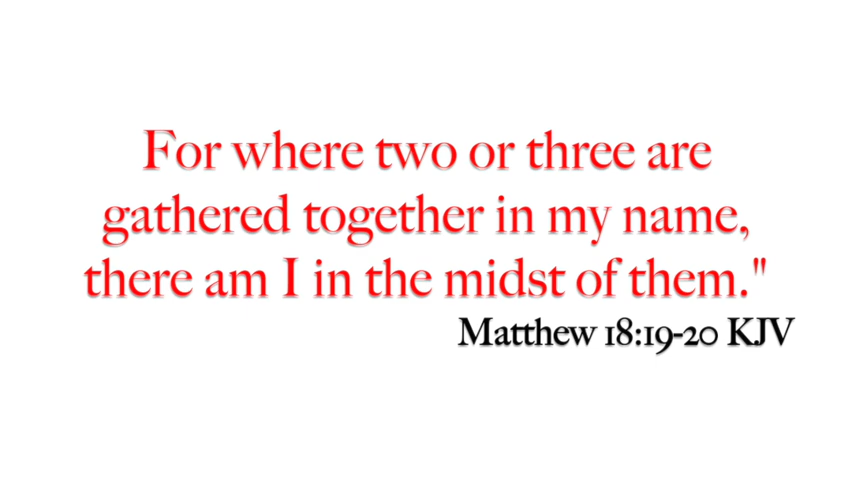 For where two or three are
gathered together in my name,
there am I in the midst of them."
Matthew 18:19-20 KJV